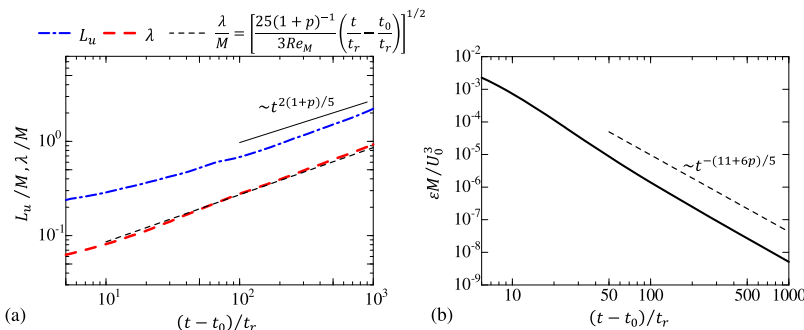 L_u λ λ/M = [25(1 + p)^{-1}/3Re_M (t/t_r − t_0/t_r)]^{1/2}
~t^{2(1+p)/5}
L_u/M, λ/M
10^0
10^{-1}
10^1 10^2 10^3
(t − t_0)/t_r
(a)
εM/U_0^3
10^{-2}
10^{-3}
10^{-4}
10^{-5}
10^{-6}
10^{-7}
10^{-8}
10^{-9}
~t^{-(11+6p)/5}
10 50 100 500 1000
(t − t_0)/t_r
(b)